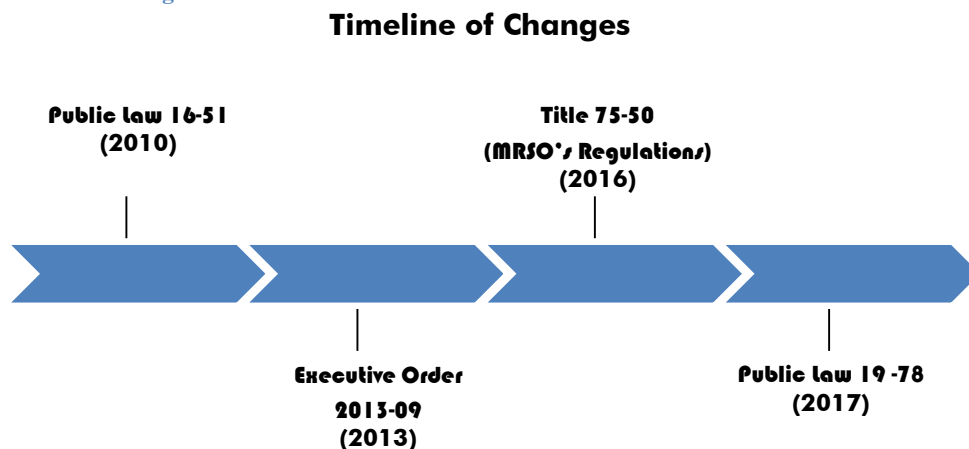 Timeline of Changes
Public Law 16-51
(2010)
Title 75-50
(MRSO's Regulations)
(2016)
Executive Order
2013-09
(2013)
Public Law 19 -78
(2017)